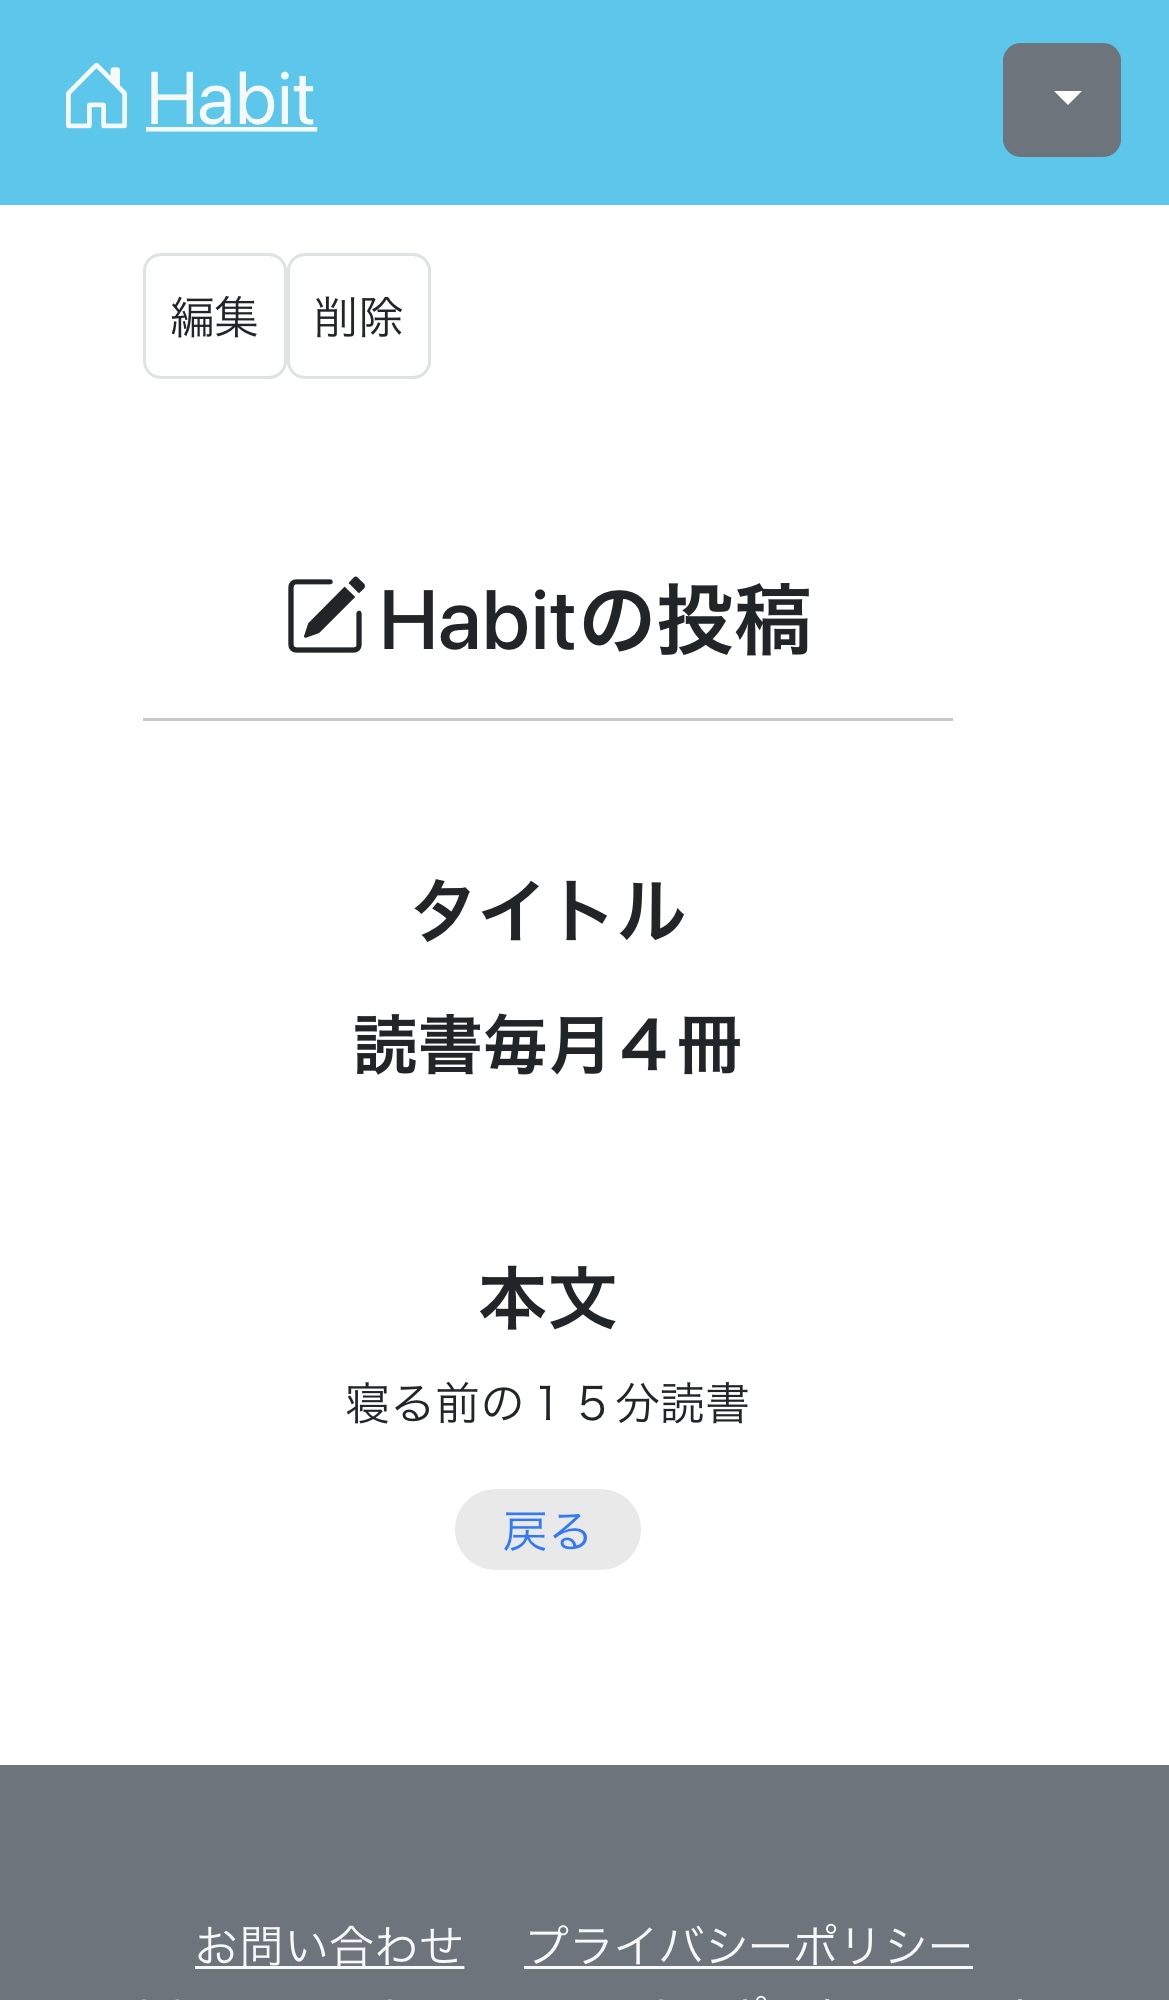 Habit
編集 削除
Habitの投稿
タイトル
読書毎月４冊
本文
寝る前の１５分読書
戻る
お問い合わせ プライバシーポリシー